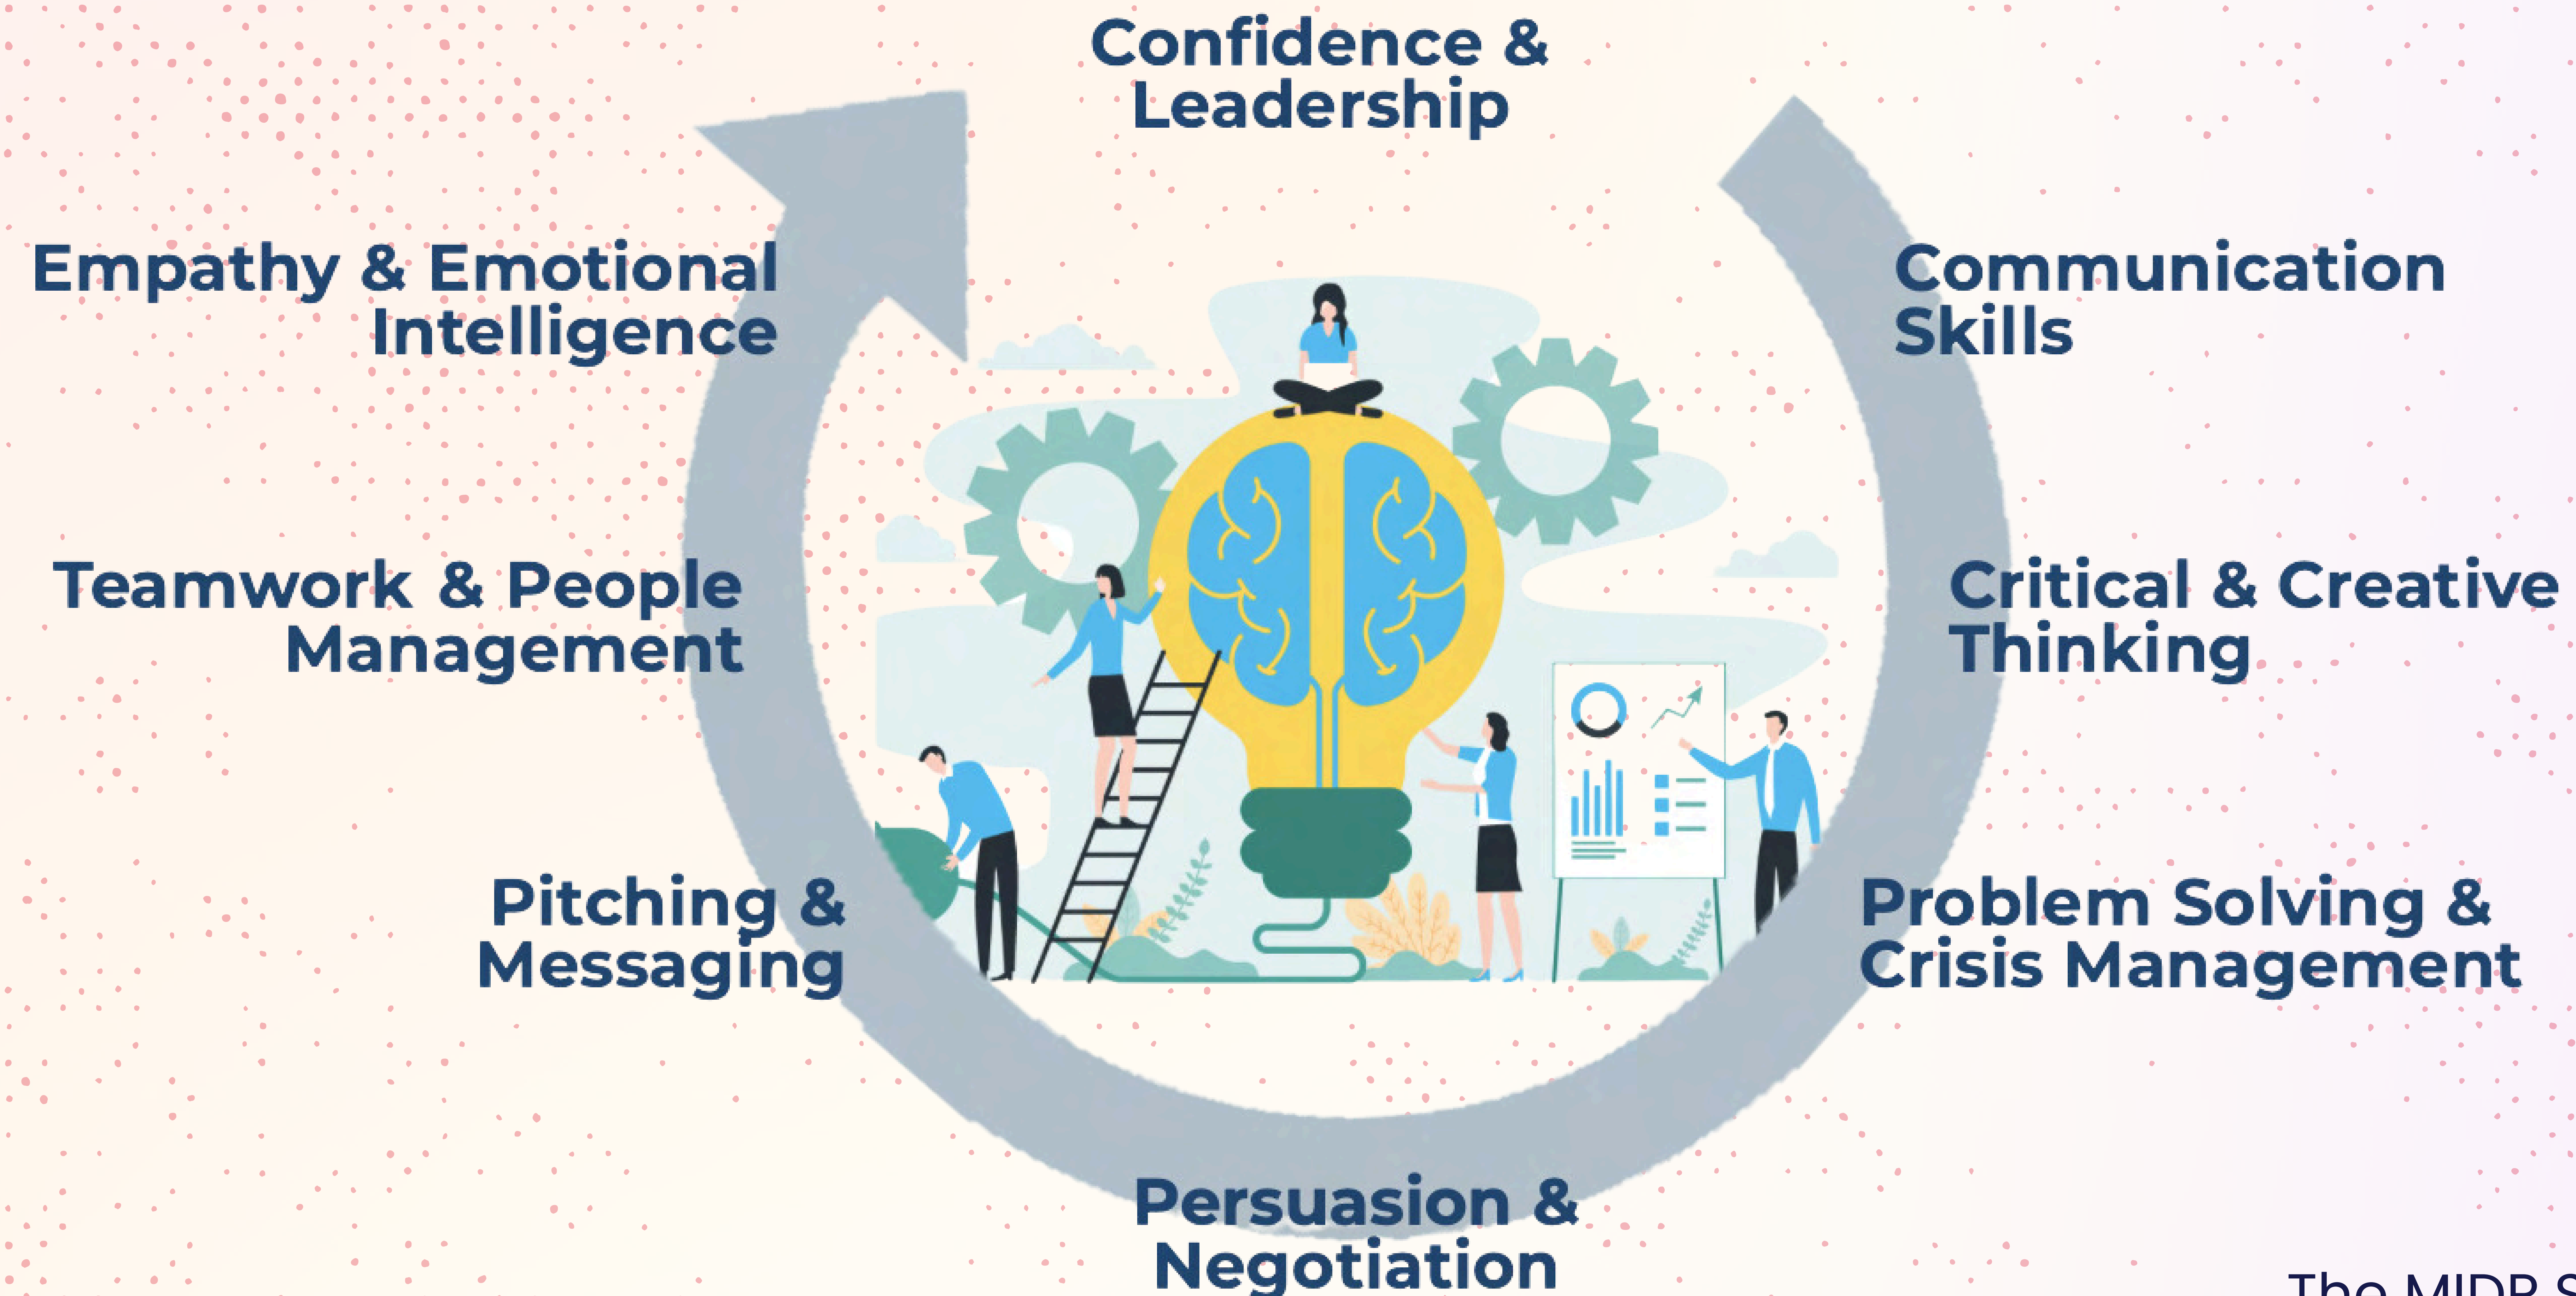 Confidence &
Leadership
Communication
Skills
Critical & Creative
Thinking
Problem Solving &
Crisis Management
Persuasion &
Negotiation
Pitching &
Messaging
Teamwork & People
Management
Empathy & Emotional
Intelligence
The